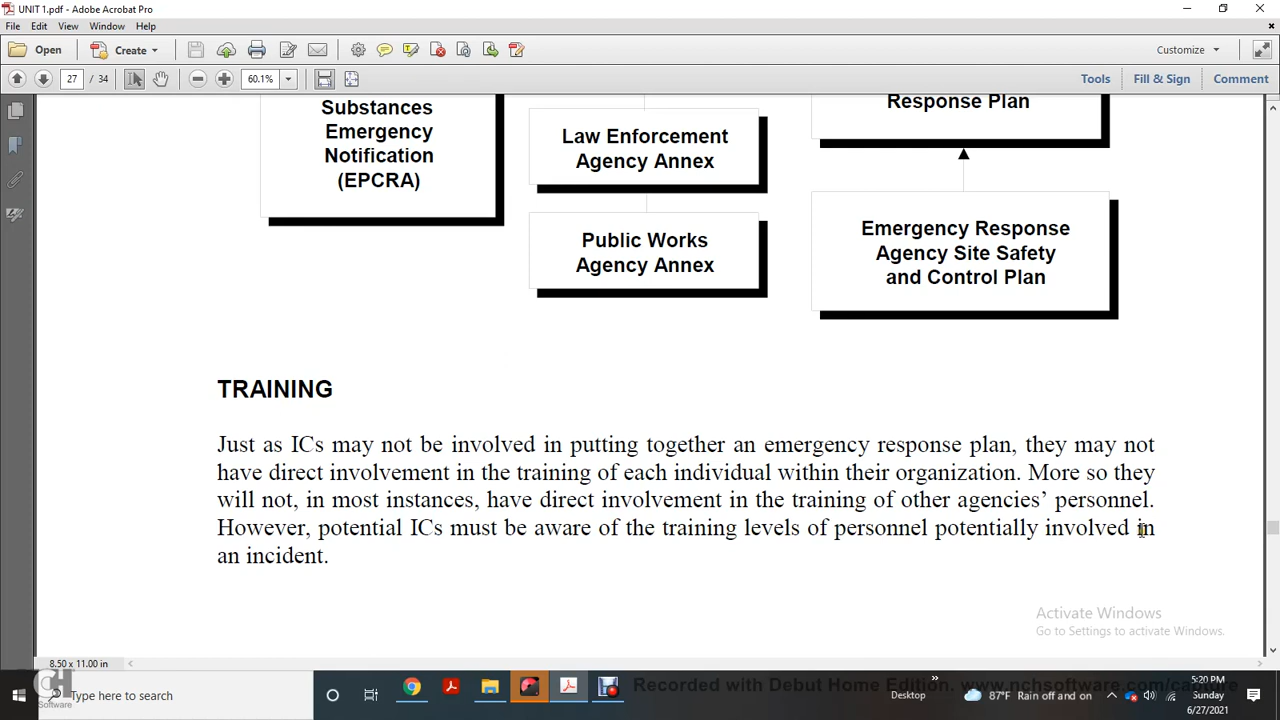 UNIT 1.pdf - Adobe Acrobat Pro
File Edit View Window Help
Open
Create
Customize
27 / 34
60.1%
Tools Fill & Sign Comment
Substances
Emergency
Notification
(EPCRA)
Law Enforcement
Agency Annex
Public Works
Agency Annex
Response Plan
Emergency Response
Agency Site Safety
and Control Plan
TRAINING
Just as ICs may not be involved in putting together an emergency response plan, they may not
have direct involvement in the training of each individual within their organization. More so they
will not, in most instances, have direct involvement in the training of other agencies’ personnel.
However, potential ICs must be aware of the training levels of personnel potentially involved in
an incident.
Activate Windows
Go to Settings to activate Windows.
8.50 x 11.00 in
CH
Software
Type here to search
Recorded with Debut Home Edition. www.nchsoftware.com/capture
Desktop
87°F Rain off and on
5:20 PM
Sunday
6/27/2021